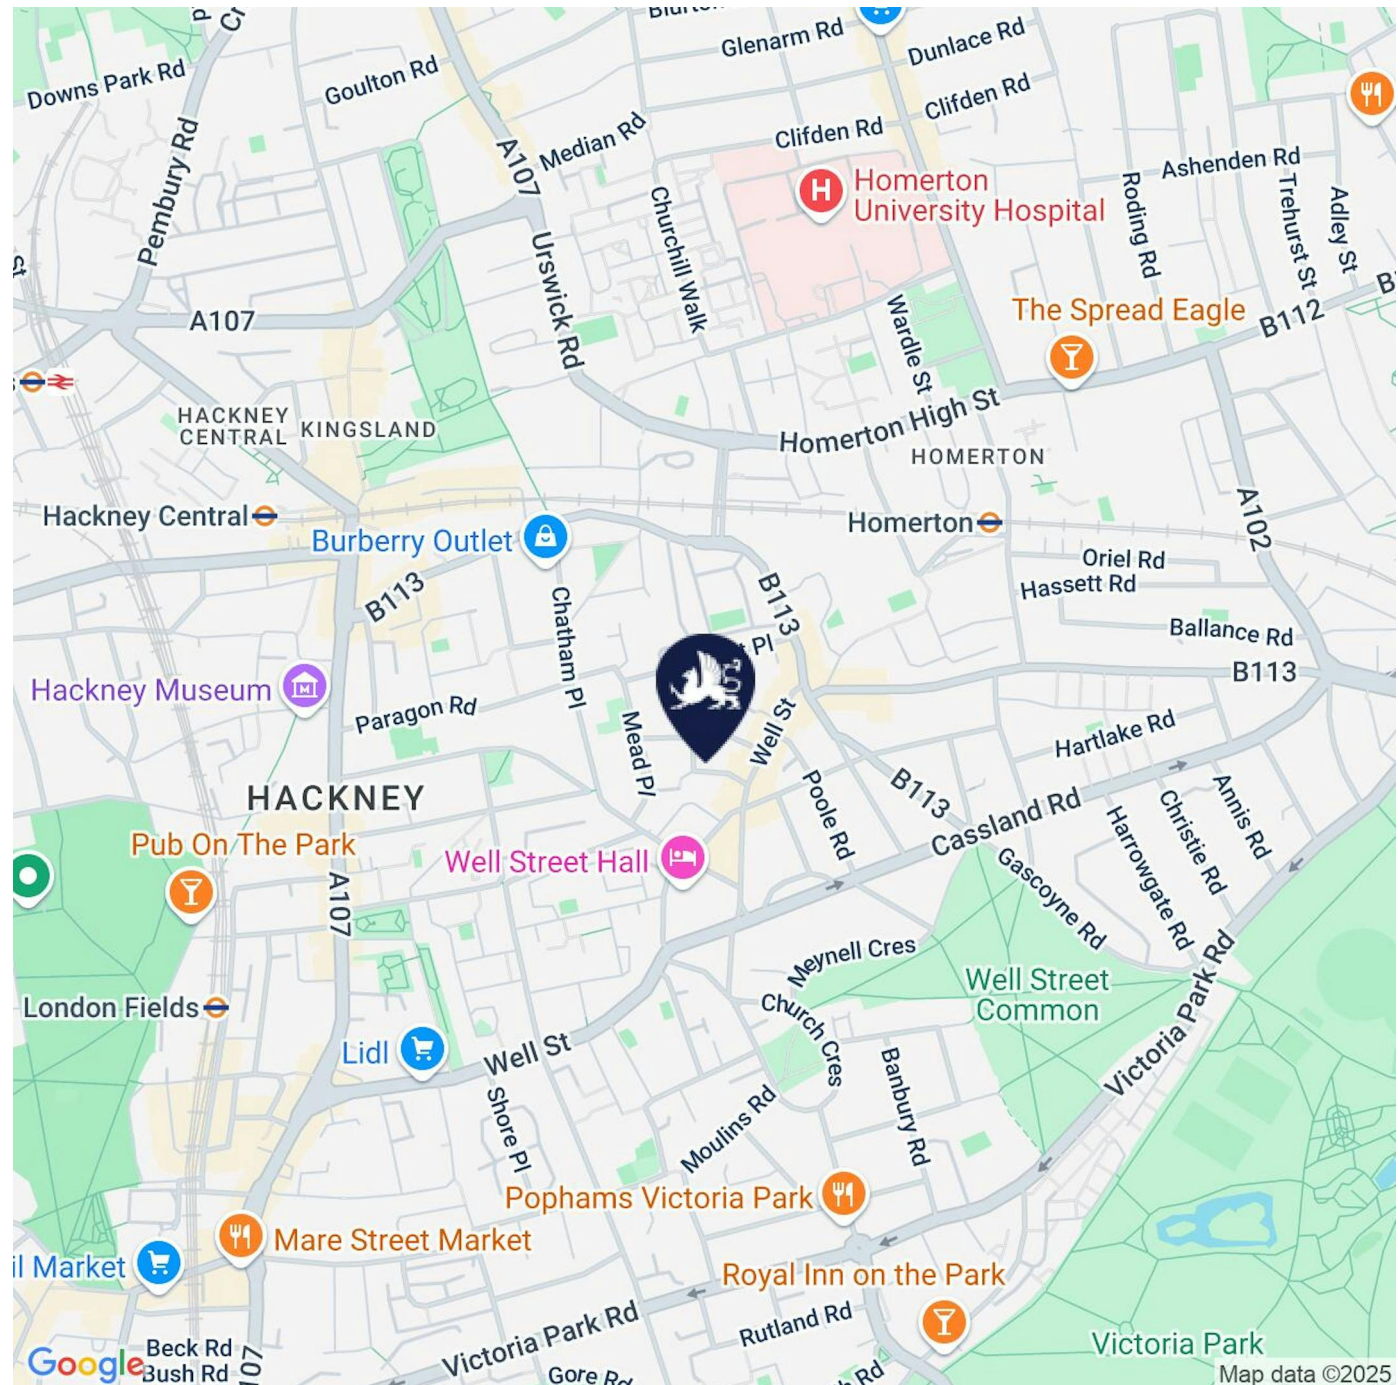 Glenarm Rd
Dunlace Rd
Downs Park Rd
Goulton Rd
Clifden Rd
Clifden Rd
Median Rd
A107
Pembury Rd
Ashenden Rd
Homerton
University Hospital
Churchill Walk
Roding Rd
Trehurst St
Adley St
Urswick Rd
A107
The Spread Eagle
B112
Wardle St
HACKNEY
CENTRAL
KINGSLAND
Homerton High St
HOMERTON
Hackney Central
Homerton
A102
Burberry Outlet
Oriel Rd
Hassett Rd
B113
B113
Chatham Pl
Ballance Rd
Pl
B113
Hackney Museum
Paragon Rd
Mead Pl
Well St
Hartlake Rd
HACKNEY
B113
Poole Rd
Cassland Rd
Annis Rd
Christie Rd
Harrowgate Rd
Pub On The Park
Well Street Hall
A107
Gascoyne Rd
Meynell Cres
Well Street
Common
Victoria Park Rd
London Fields
Church Cres
Lidl
Well St
Banbury Rd
Shore Pl
Moulins Rd
Pophams Victoria Park
Mare Street Market
il Market
Royal Inn on the Park
Victoria Park Rd
Rutland Rd
Victoria Park
Beck Rd
Bush Rd
Gore Rd
Google
Map data ©2025